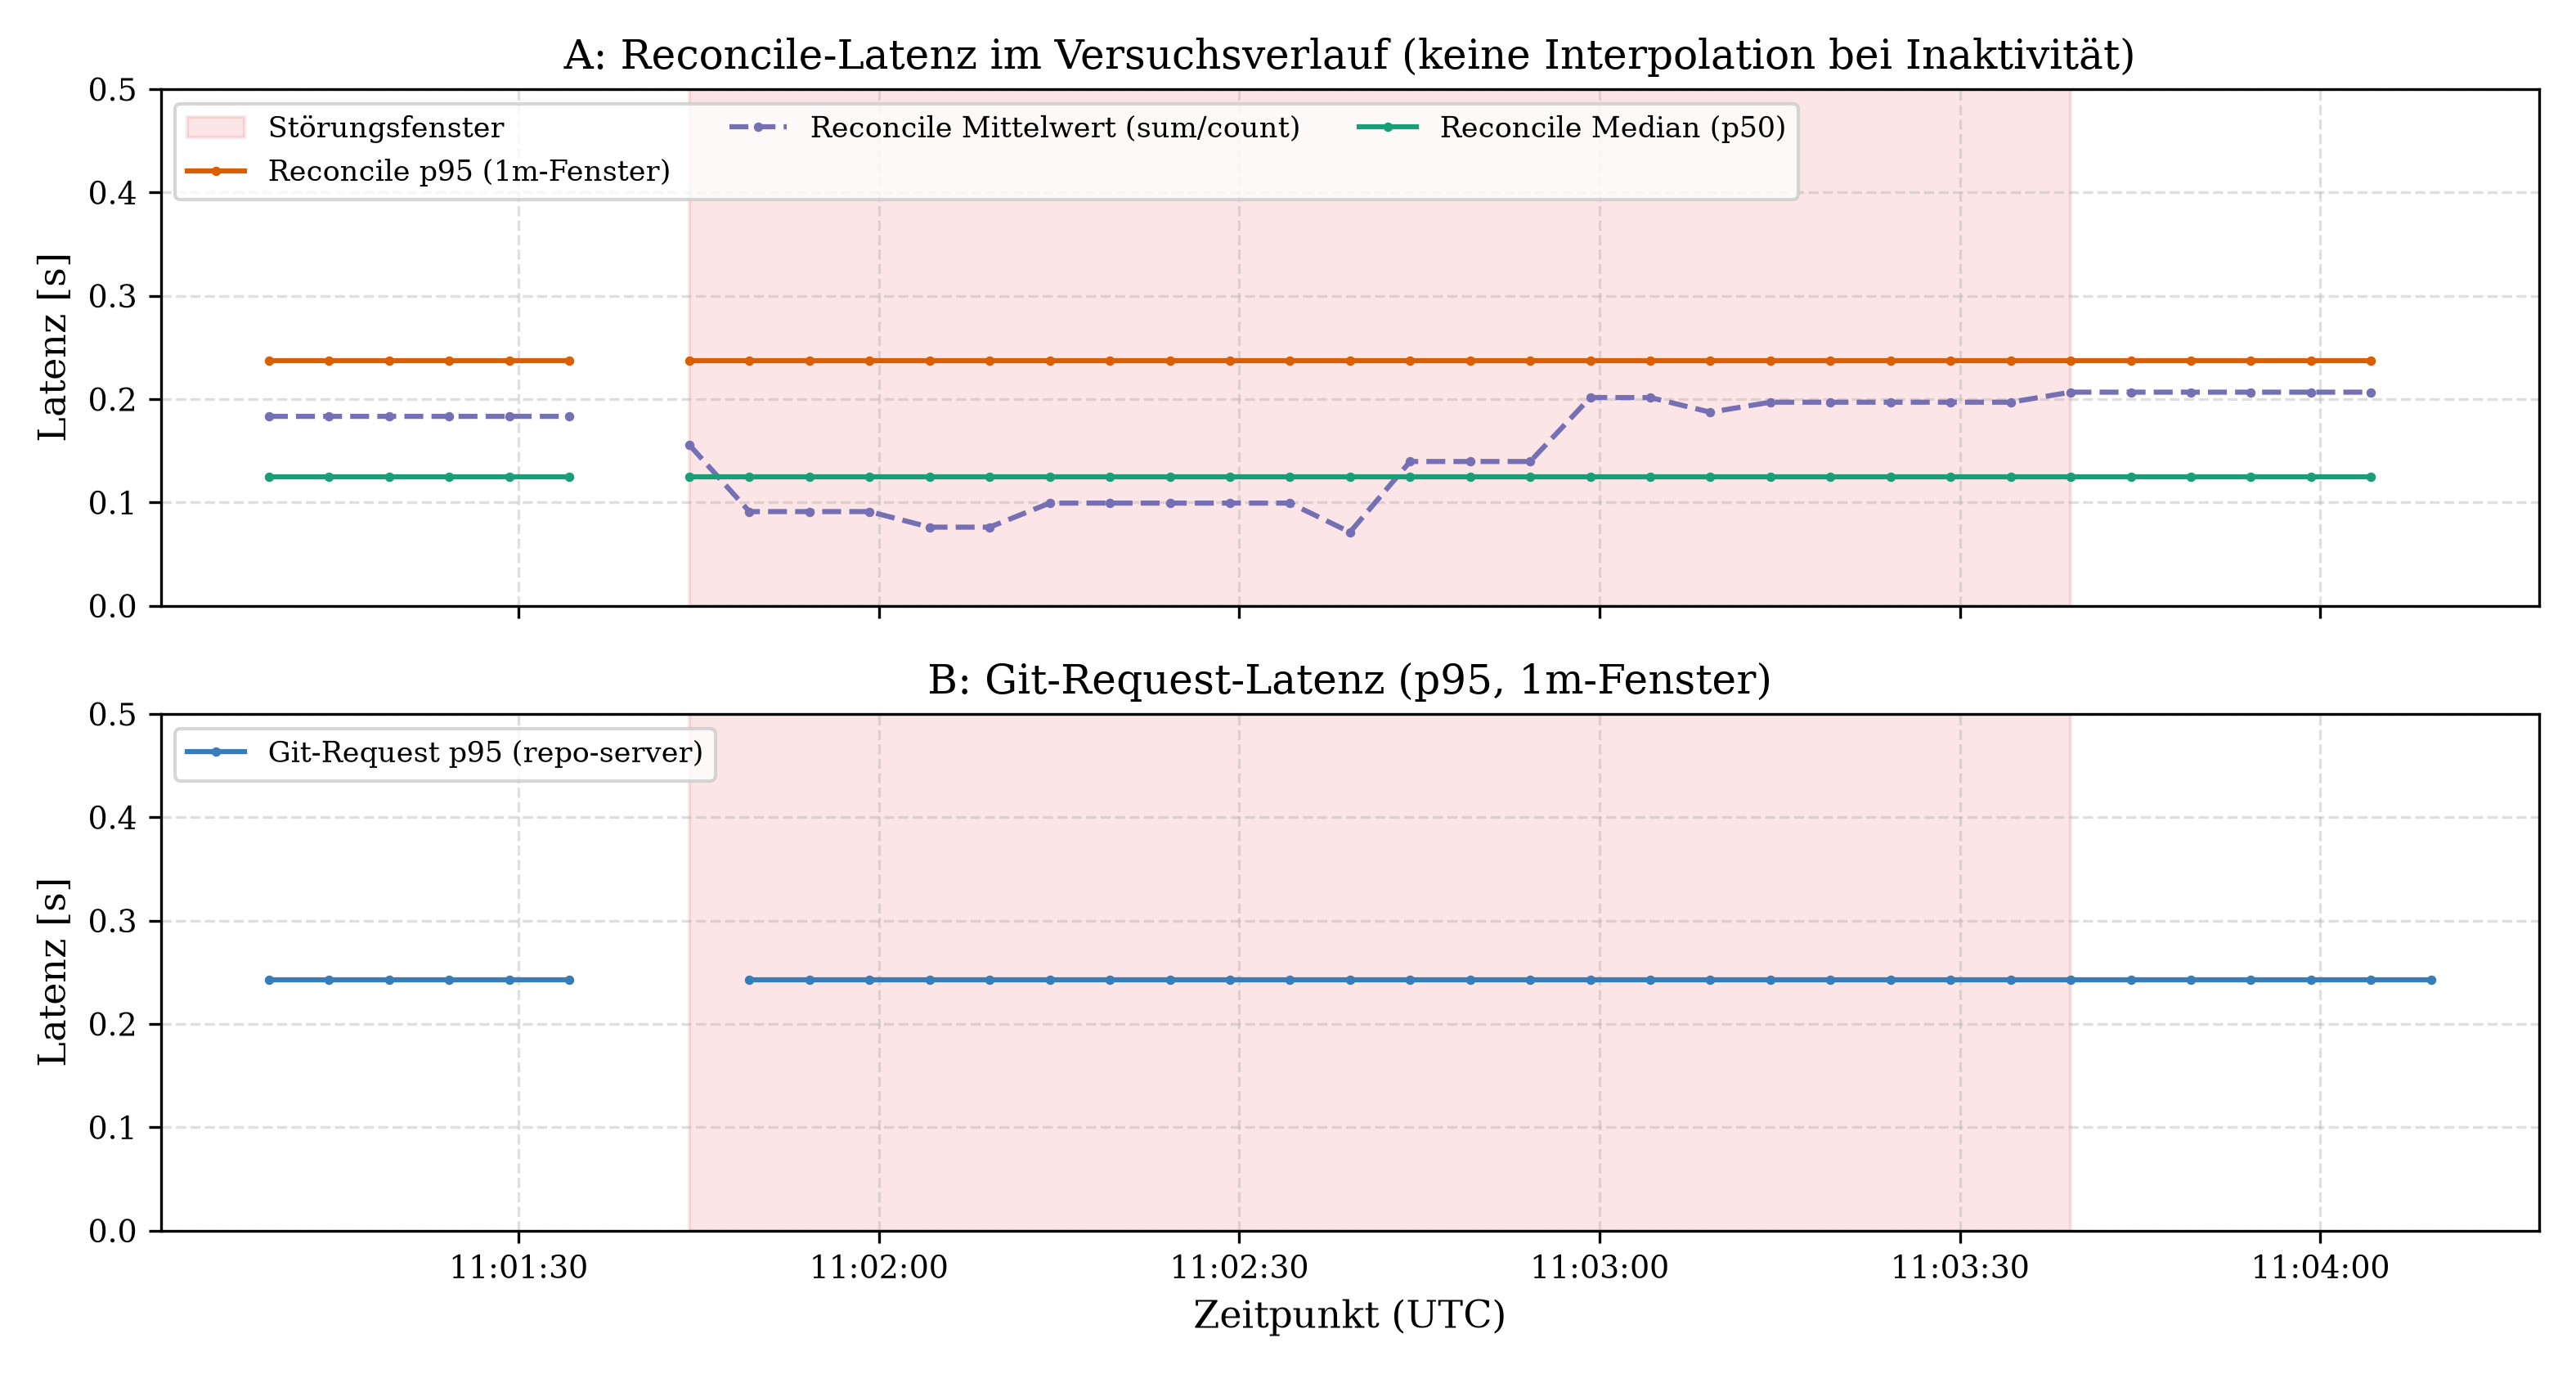 A: Reconcile-Latenz im Versuchsverlauf (keine Interpolation bei Inaktivität)
Latenz [s]
0.5
0.4
0.3
0.2
0.1
0.0
Störungsfenster
Reconcile p95 (1m-Fenster)
Reconcile Mittelwert (sum/count)
Reconcile Median (p50)
B: Git-Request-Latenz (p95, 1m-Fenster)
Latenz [s]
0.5
0.4
0.3
0.2
0.1
0.0
Git-Request p95 (repo-server)
11:01:30 11:02:00 11:02:30 11:03:00 11:03:30 11:04:00
Zeitpunkt (UTC)